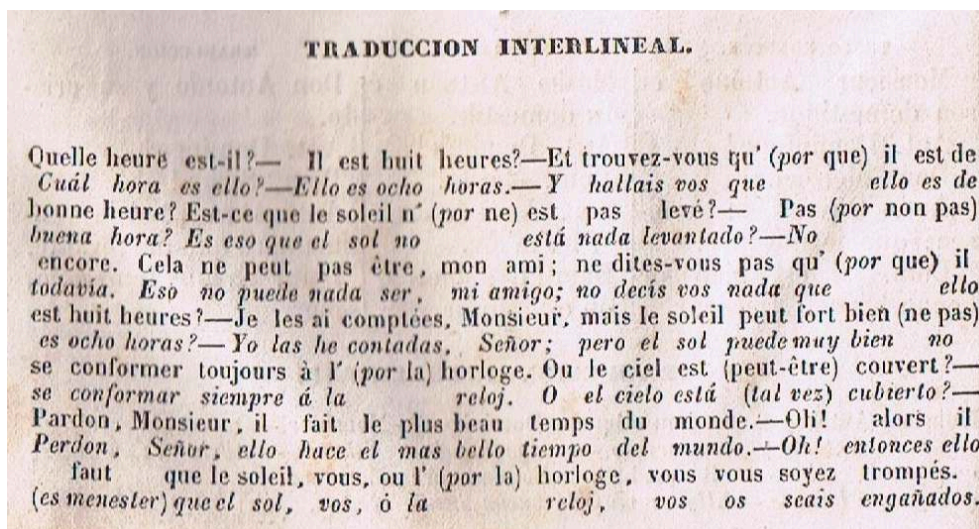 TRADUCCION INTERLINEAL.
Quelle heure est-il?— Il est huit heures?—Et trouvez-vous qu' (por que) il est de
Cuál hora es ello?—Ello es ocho horas.—Y hallais vos que ello es de
bonne heure? Est-ce que le soleil n' (por ne) est pas levé?— Pas (por non pas)
buena hora? Es eso que el sol no está nada levantado?—No
encore. Cela ne peut pas être, mon ami; ne dites-vous pas qu' (por que) il
todavia. Eso no puede nada ser, mi amigo; no decís vos nada que ello
est huit heures?—Je les ai comptées, Monsieur, mais le soleil peut fort bien (ne pas)
es ocho horas?—Yo las he contadas, Señor; pero el sol puede muy bien no
se conformer toujours à l' (por la) horloge. Ou le ciel est (peut-être) couvert?—
se conformar siempre á la reloj. O el cielo está (tal vez) cubierto?—
Pardon, Monsieur, il fait le plus beau temps du monde.—Oh! alors il
Perdon, Señor, ello hace el mas bello tiempo del mundo.—Oh! entonces ello
faut que le soleil, vous, ou l' (por la) horloge, vous vous soyez trompés.
(es menester) que el sol, vos, ó la reloj, vos os seais engañados.